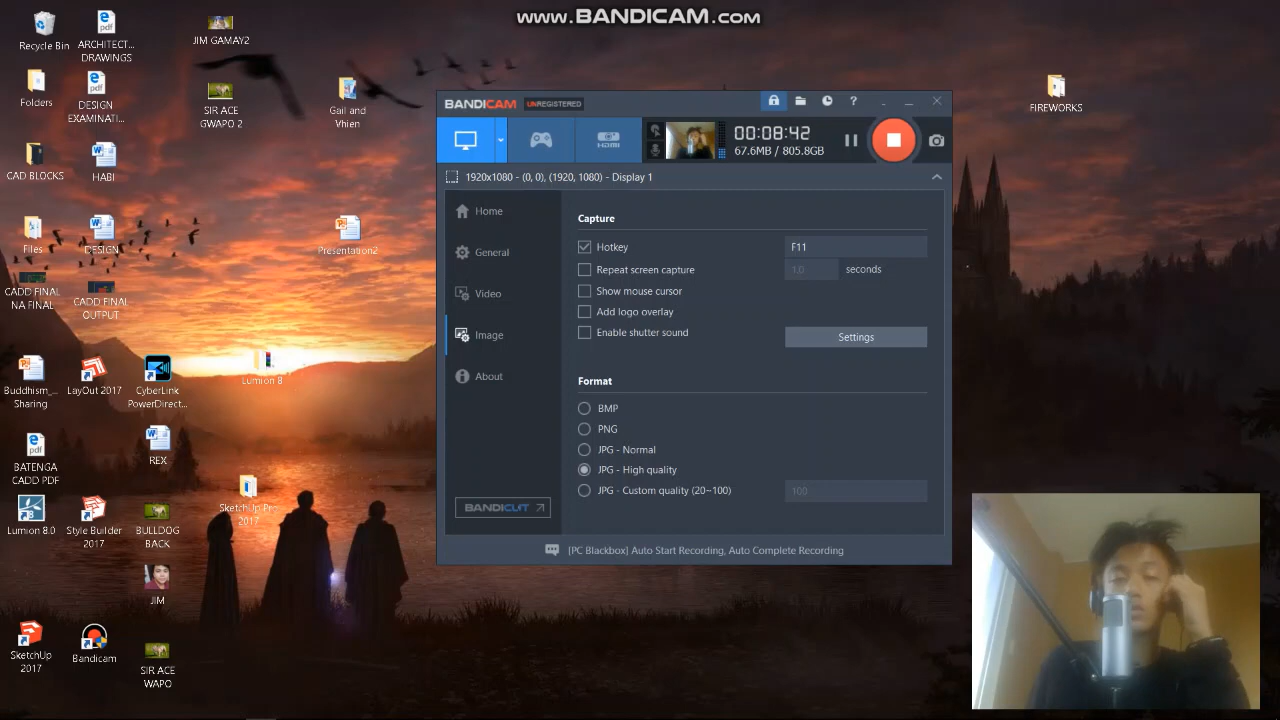 www.BANDICAM.com
Recycle Bin
ARCHITECT...
DRAWINGS
JIM GAMAY2
Folders
DESIGN
EXAMINATI...
SIR ACE
GWAPO 2
Gail and
Vhien
FIREWORKS
CAD BLOCKS
HABI
Files
DESIGN
Presentation2
CADD FINAL
NA FINAL
CADD FINAL
OUTPUT
Buddhism_...
Sharing
LayOut 2017
CyberLink
PowerDirect...
Lumion 8
BATENGA
CADD PDF
REX
SketchUp Pro
2017
Lumion 8.0
Style Builder
2017
BULLDOG
BACK
JIM
SketchUp
2017
Bandicam
SIR ACE
WAPO
BANDICAM UNREGISTERED
?
HDMI
00:08:42
67.6MB / 805.8GB
1920x1080 - (0, 0), (1920, 1080) - Display 1
Home
General
Video
Image
About
BANDICUT
Capture
Hotkey F11
Repeat screen capture 1.0 seconds
Show mouse cursor
Add logo overlay
Enable shutter sound
Settings
Format
BMP
PNG
JPG - Normal
JPG - High quality
JPG - Custom quality (20~100) 100
[PC Blackbox] Auto Start Recording, Auto Complete Recording